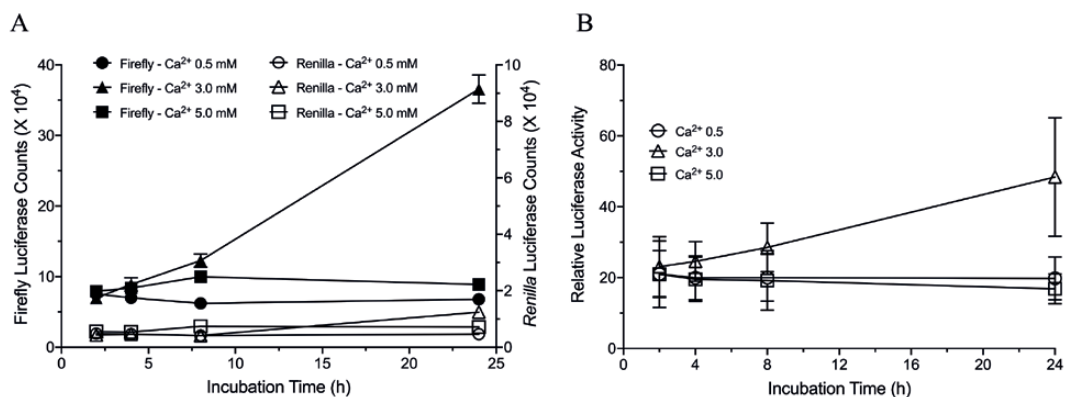 A
Firefly - Ca²⁺ 0.5 mM
Firefly - Ca²⁺ 3.0 mM
Firefly - Ca²⁺ 5.0 mM
Renilla - Ca²⁺ 0.5 mM
Renilla - Ca²⁺ 3.0 mM
Renilla - Ca²⁺ 5.0 mM
Firefly Luciferase Counts (X 10⁴)
40
30
20
10
0
Renilla Luciferase Counts (X 10⁴)
10
8
6
4
2
0
0 5 10 15 20 25
Incubation Time (h)
B
Ca²⁺ 0.5
Ca²⁺ 3.0
Ca²⁺ 5.0
Relative Luciferase Activity
80
60
40
20
0
0 4 8 12 16 20 24
Incubation Time (h)